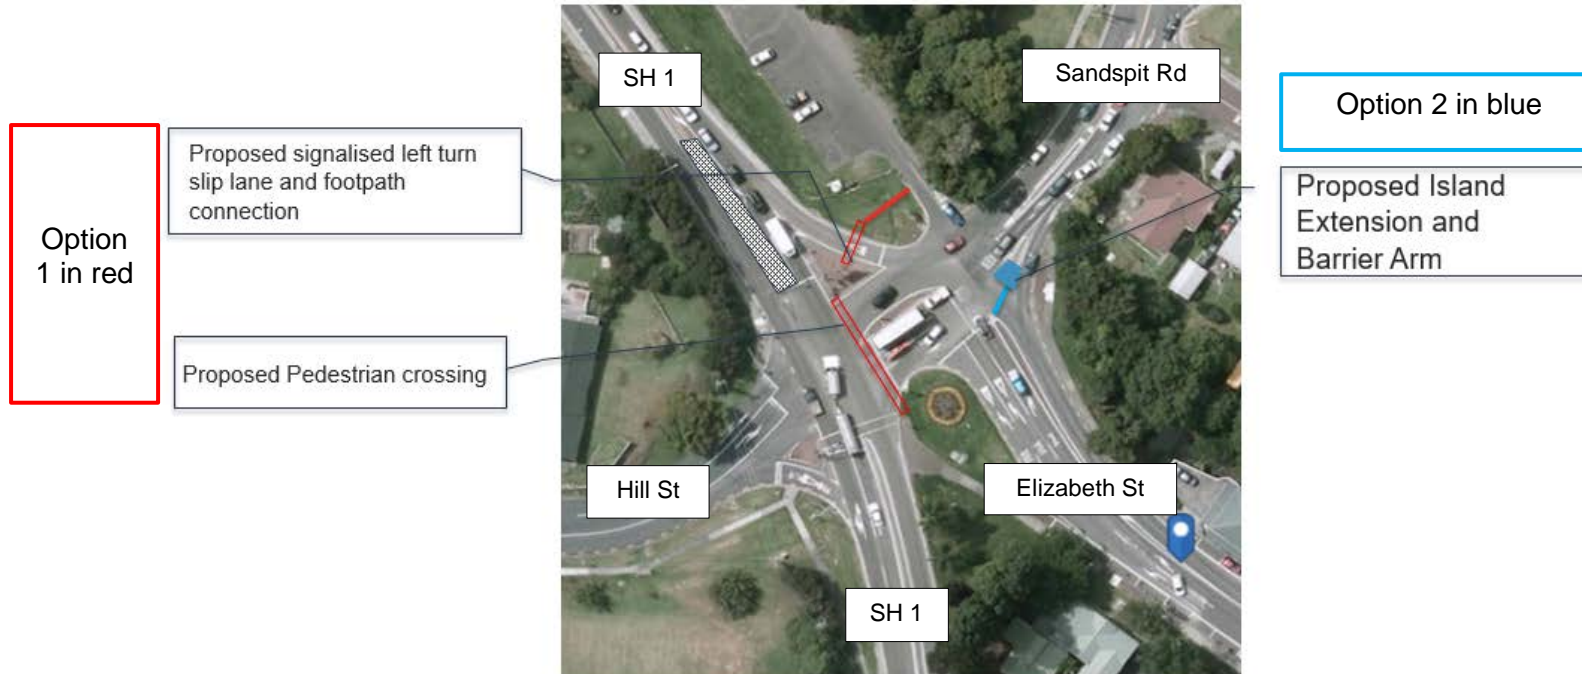 SH 1
Sandspit Rd
Option 2 in blue
Option
1 in red
Proposed signalised left turn
slip lane and footpath
connection
Proposed Island
Extension and
Barrier Arm
Proposed Pedestrian crossing
Hill St
Elizabeth St
SH 1